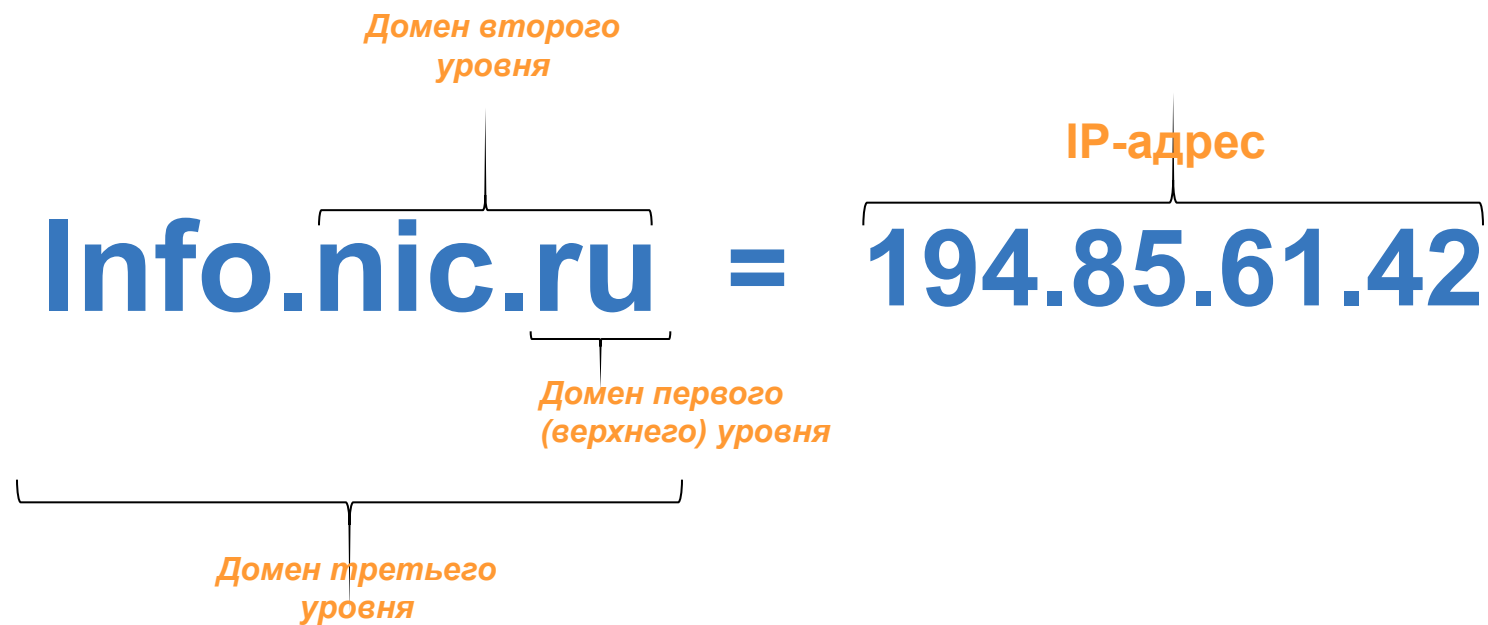 Домен второго
уровня
IP-адрес
Info.nic.ru = 194.85.61.42
Домен первого
(верхнего) уровня
Домен третьего
уровня